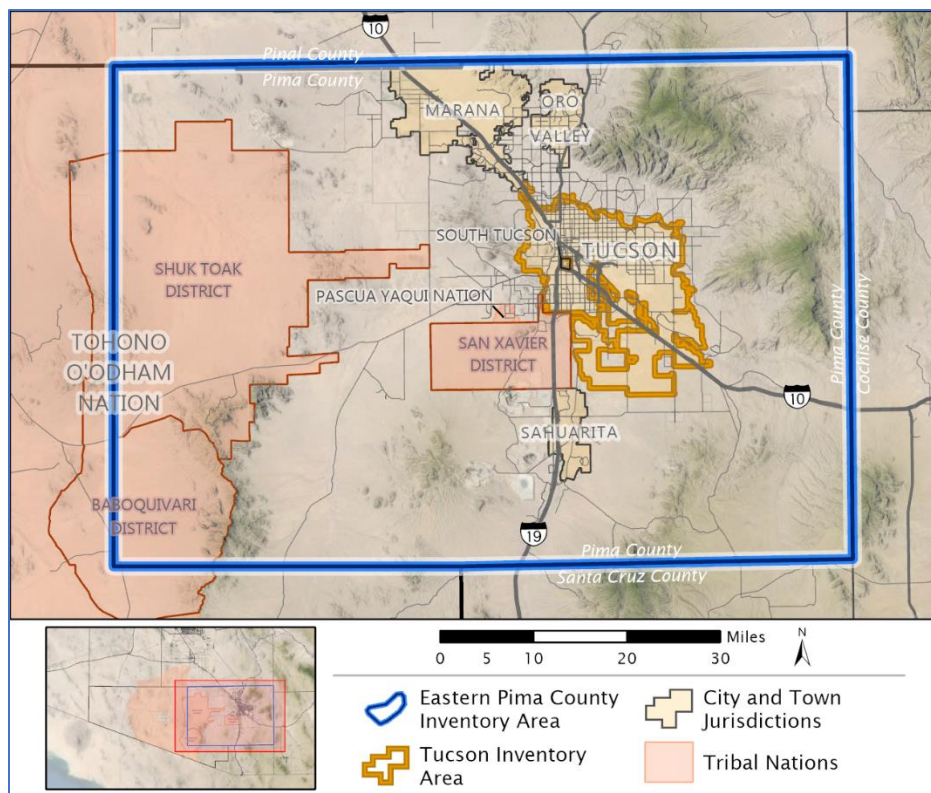 10
Pinal County
Pima County
MARANA
ORO
VALLEY
SOUTH TUCSON
TUCSON
SHUK TOAK
DISTRICT
PASCUA YAQUI NATION
SAN XAVIER
DISTRICT
TOHONO
O'ODHAM
NATION
Pima County
Cochise County
10
SAHUARITA
BABOQUIVARI
DISTRICT
19
Pima County
Santa Cruz County
Miles
0 5 10 20 30
N
Eastern Pima County
Inventory Area
City and Town
Jurisdictions
Tucson Inventory
Area
Tribal Nations